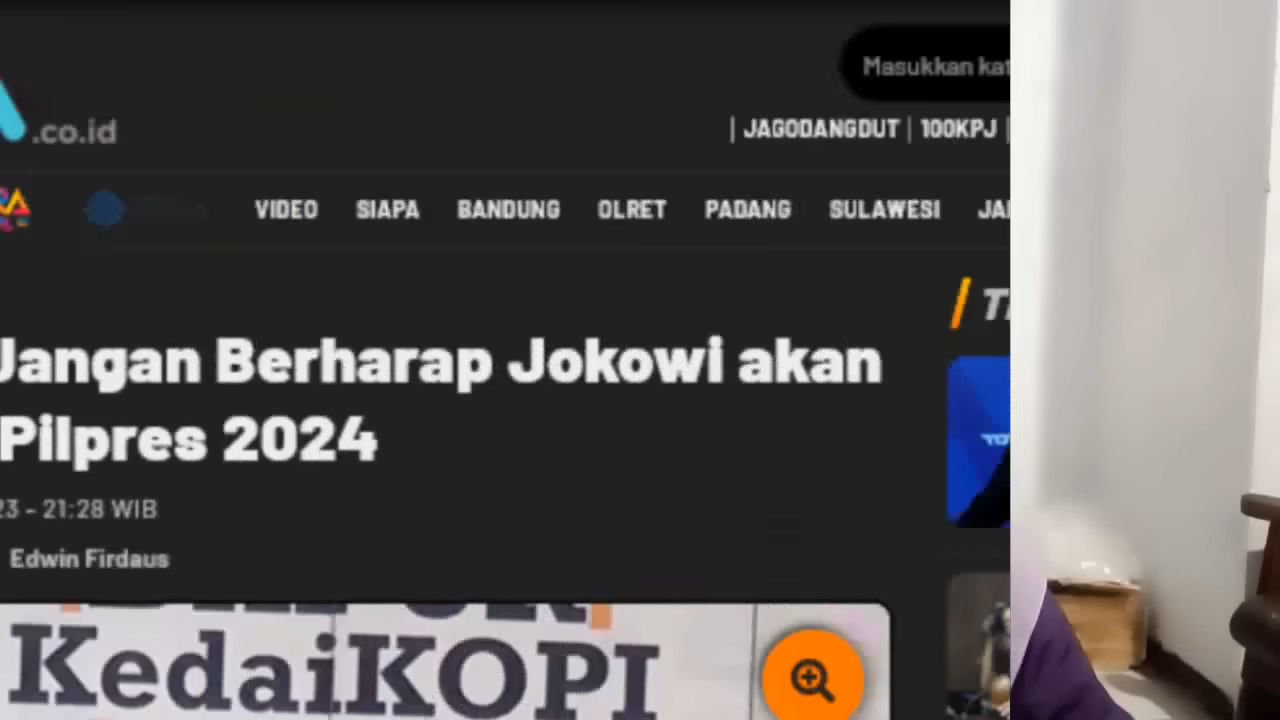 Masukkan
.co.id
| JAGODANGDUT | 100KPJ |
VIDEO SIAPA BANDUNG OLRET PADANG SULAWESI
Jangan Berharap Jokowi akan
Pilpres 2024
23 - 21:28 WIB
Edwin Firdaus
KedaiKOPI